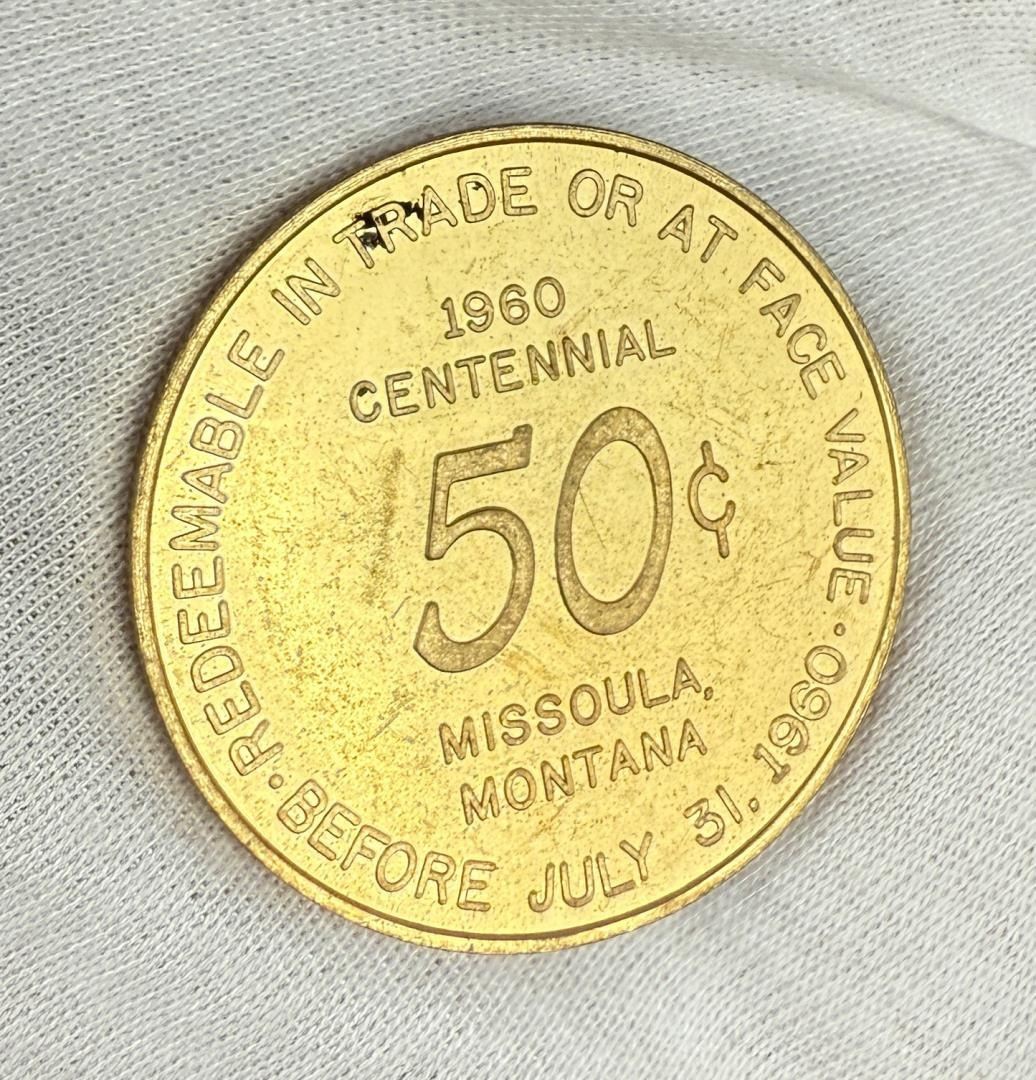 REDEEMABLE IN TRADE OR AT FACE VALUE
1960
CENTENNIAL
50¢
MISSOULA,
MONTANA
BEFORE JULY 31, 1960